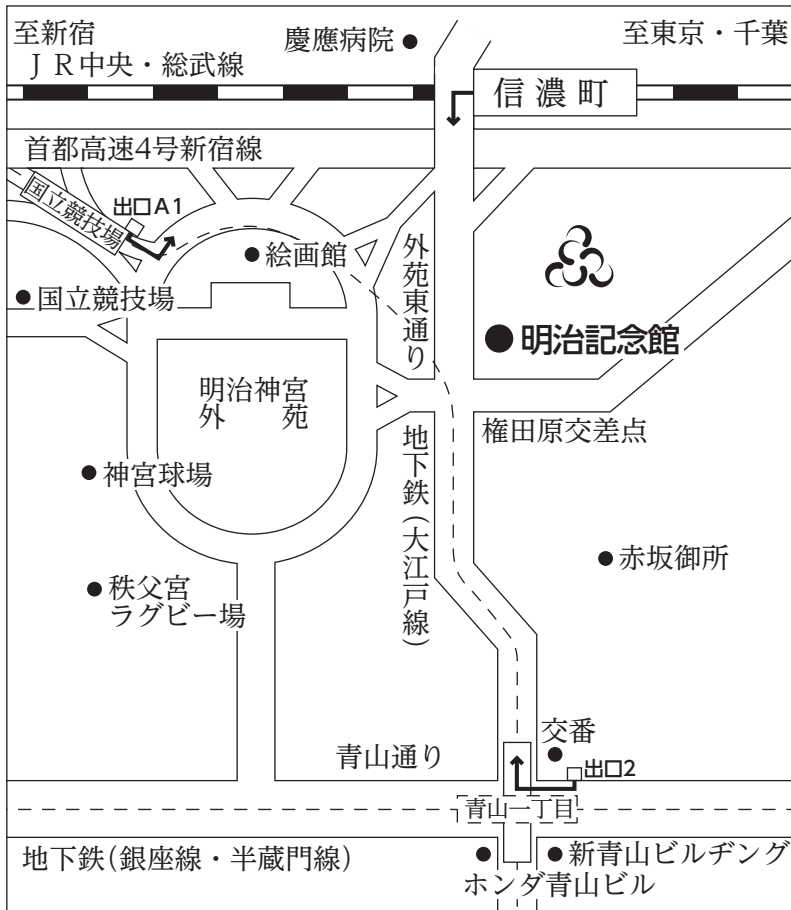 至新宿
慶應病院
至東京・千葉
JR中央・総武線
信濃町
首都高速4号新宿線
国立競技場
出口A1
絵画館
外苑東通り
国立競技場
明治記念館
明治神宮
外苑
権田原交差点
地下鉄(大江戸線)
神宮球場
赤坂御所
秩父宮
ラグビー場
交番
青山通り
出口2
青山一丁目
地下鉄(銀座線・半蔵門線)
新青山ビルヂング
ホンダ青山ビル